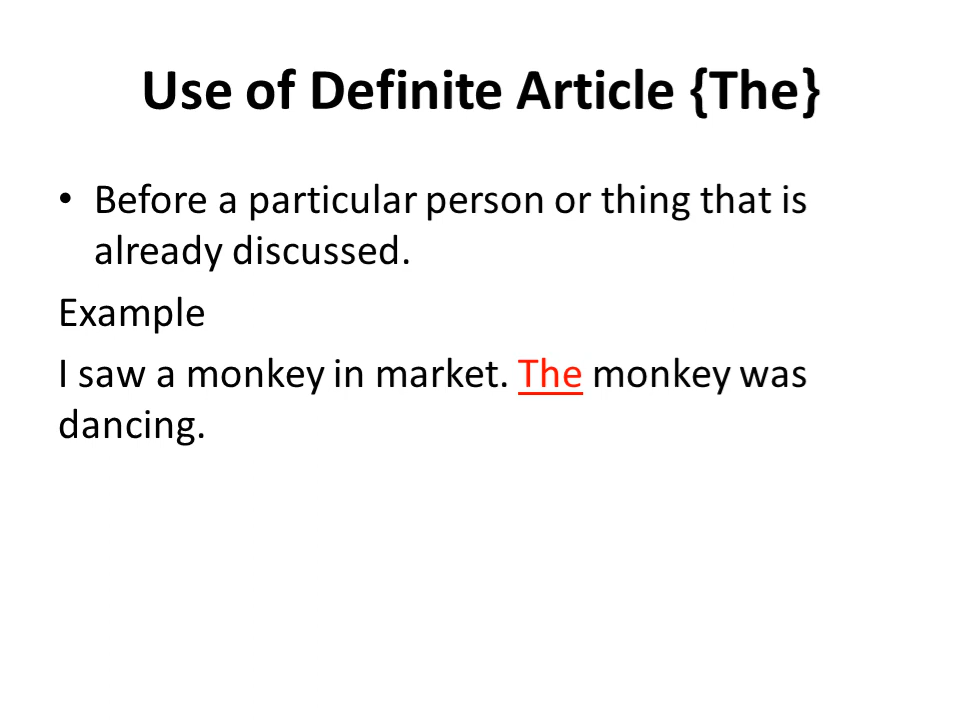 Use of Definite Article {The}
• Before a particular person or thing that is
already discussed.
Example
I saw a monkey in market. The monkey was
dancing.